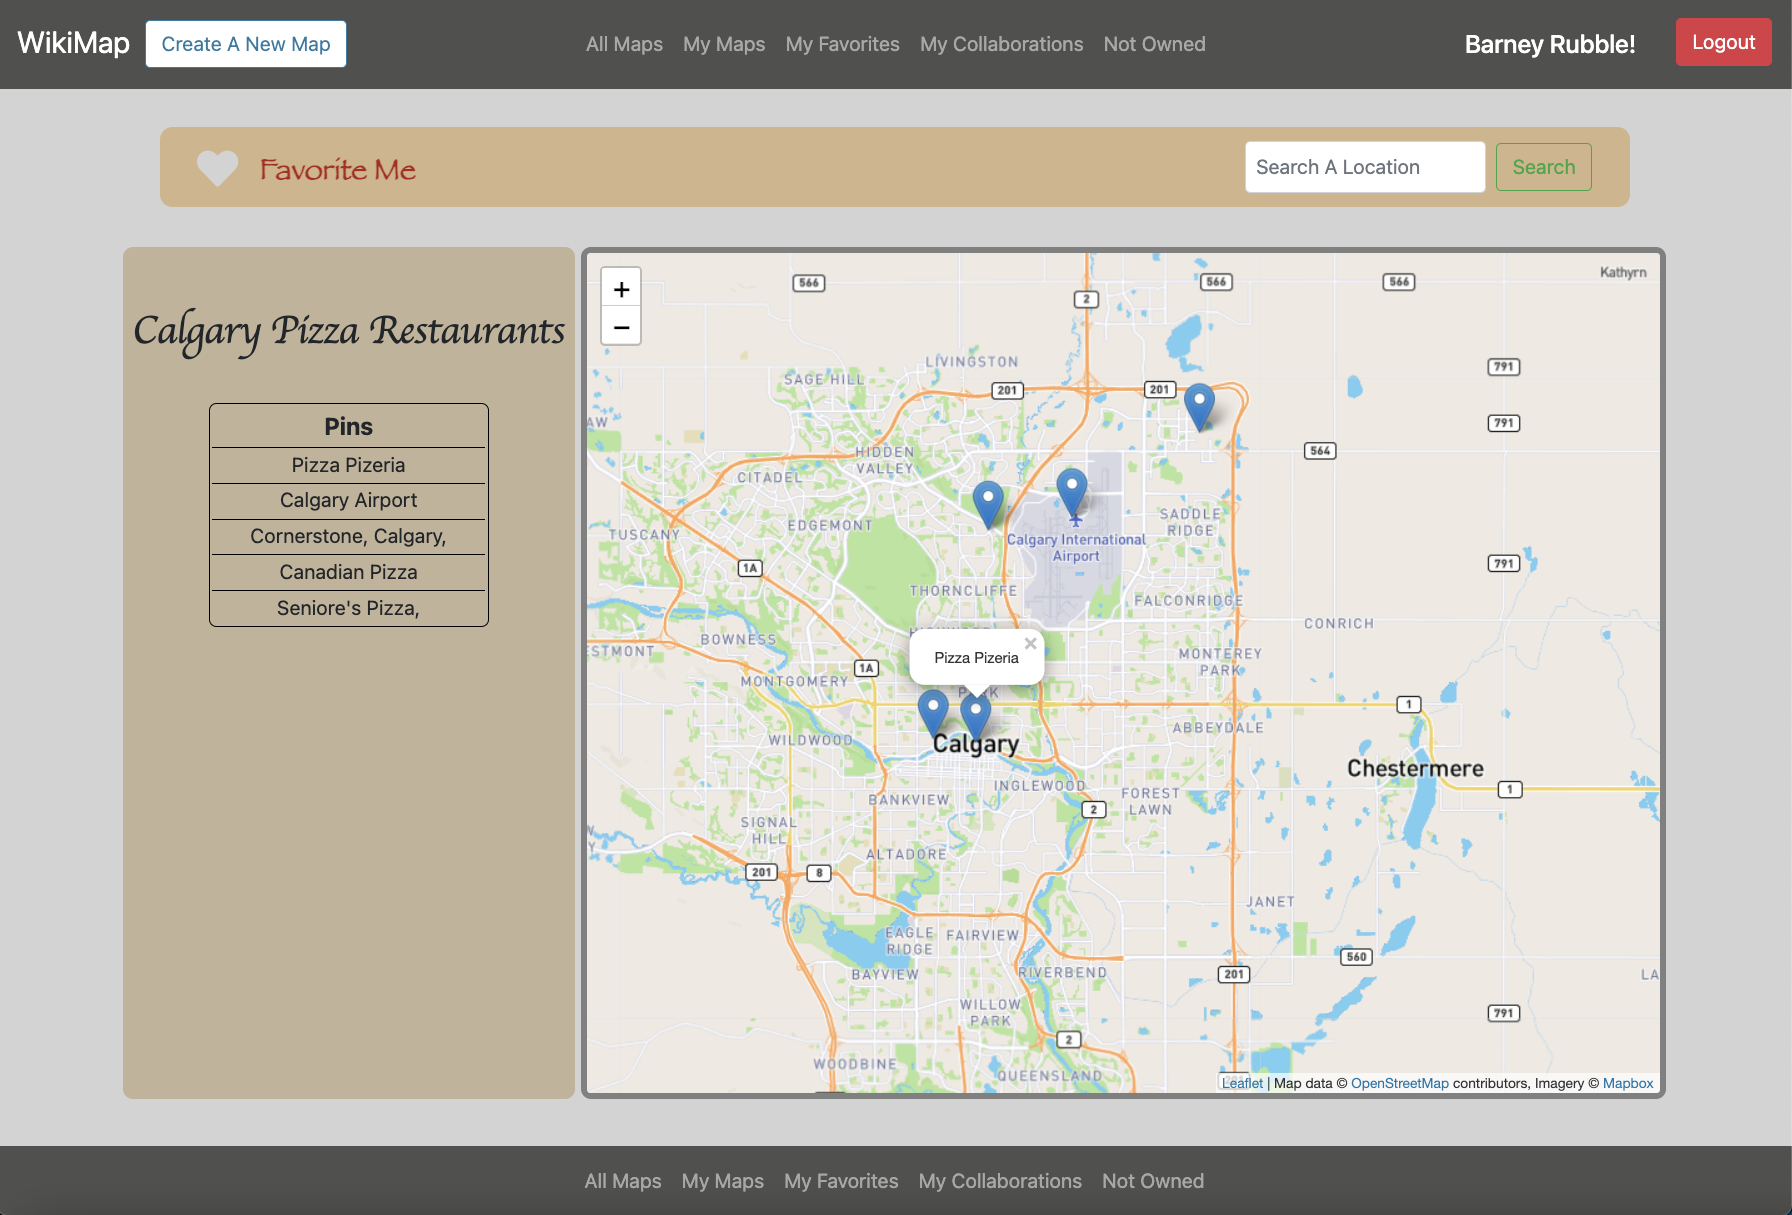 WikiMap
Create A New Map
All Maps
My Maps
My Favorites
My Collaborations
Not Owned
Barney Rubble!
Logout
Favorite Me
Search A Location
Search
Calgary Pizza Restaurants
Pins
Pizza Pizeria
Calgary Airport
Cornerstone, Calgary,
Canadian Pizza
Seniore's Pizza,
+
−
566
2
566
566
Kathyrn
LIVINGSTON
791
SAGE HILL
201
201
AW
791
HIDDEN
VALLEY
564
CITADEL
EDGEMONT
SADDLE
RIDGE
TUSCANY
Calgary International
Airport
1A
791
THORNCLIFFE
FALCONRIDGE
CONRICH
BOWNESS
ESTMONT
Pizza Pizeria
×
MONTEREY
PARK
1A
MONTGOMERY
PARK
1
ABBEYDALE
WILDWOOD
Calgary
Chestermere
INGLEWOOD
1
BANKVIEW
FOREST
LAWN
2
SIGNAL
HILL
ALTADORE
201
8
JANET
EAGLE
RIDGE
FAIRVIEW
560
BAYVIEW
RIVERBEND
201
LA
WILLOW
PARK
791
2
WOODBINE
QUEENSLAND
Leaflet | Map data © OpenStreetMap contributors, Imagery © Mapbox
All Maps
My Maps
My Favorites
My Collaborations
Not Owned